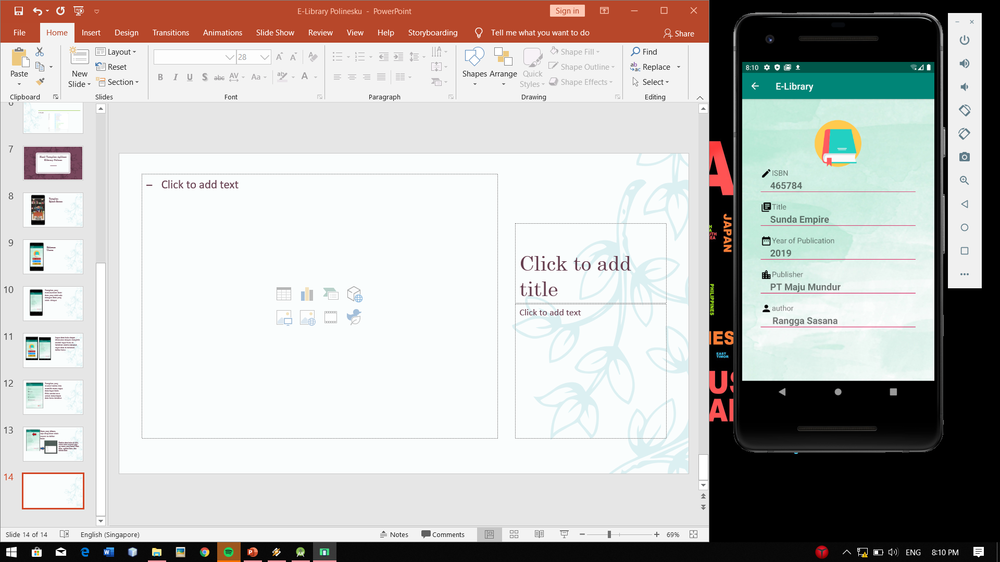 E-Library Polinesku - PowerPoint
Sign in
File Home Insert Design Transitions Animations Slide Show Review View Help Storyboarding Tell me what you want to do Share
Paste
Clipboard
New Slide
Layout
Reset
Section
Slides
28
B I U S abc AV Aa A
Font
Paragraph
Shapes
Arrange
Quick Styles
Shape Fill
Shape Outline
Shape Effects
Drawing
Find
Replace
Select
Editing
6
7
8
9
10
11
12
13
14
– Click to add text
Click to add
title
Click to add text
Slide 14 of 14
English (Singapore)
Notes
Comments
69%
JAPAN
PHILIPPINES
EAST
TIMOR
8:10
E-Library
ISBN
465784
Title
Sunda Empire
Year of Publication
2019
Publisher
PT Maju Mundur
author
Rangga Sasana
ENG
8:10 PM